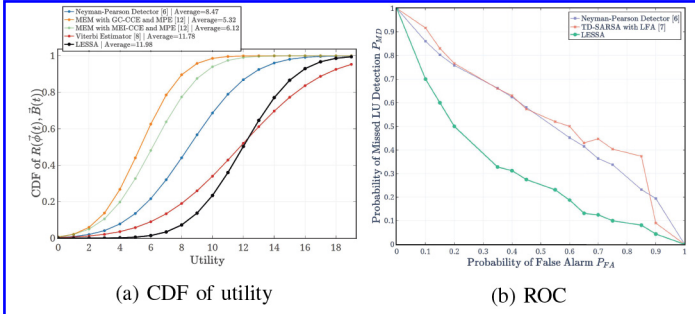 Neyman-Pearson Detector [6] | Average=8.47
MEM with GC-CCE and MPE [12] | Average=5.32
MEM with MEI-CCE and MPE [12] | Average=6.12
Viterbi Estimator [8] | Average=11.78
LESSA | Average=11.98
CDF of R(ϕ⃗(t), B⃗(t))
1
0.8
0.6
0.4
0.2
0
0 2 4 6 8 10 12 14 16 18
Utility
(a) CDF of utility
Neyman-Pearson Detector [6]
TD-SARSA with LFA [7]
LESSA
Probability of Missed LU Detection P_MD
1
0.9
0.8
0.7
0.6
0.5
0.4
0.3
0.2
0.1
0
0 0.1 0.2 0.3 0.4 0.5 0.6 0.7 0.8 0.9 1
Probability of False Alarm P_FA
(b) ROC